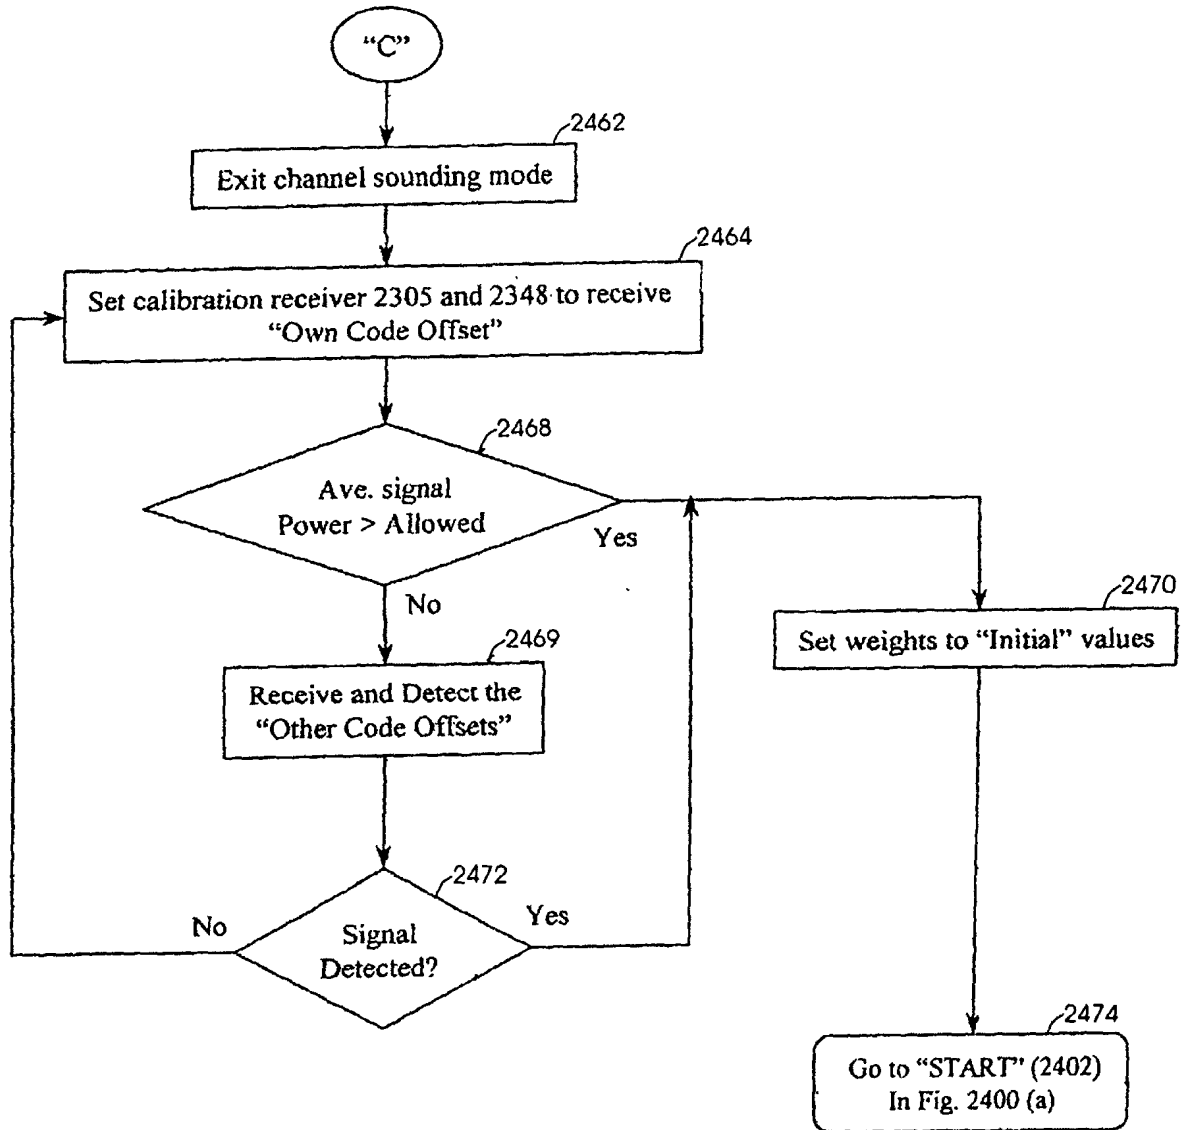 “C”
2462
Exit channel sounding mode
2464
Set calibration receiver 2305 and 2348 to receive
“Own Code Offset”
2468
Ave. signal
Power > Allowed
Yes
No
2469
Receive and Detect the
“Other Code Offsets”
2470
Set weights to “Initial” values
2472
No
Yes
Signal
Detected?
2474
Go to “START” (2402)
In Fig. 2400 (a)